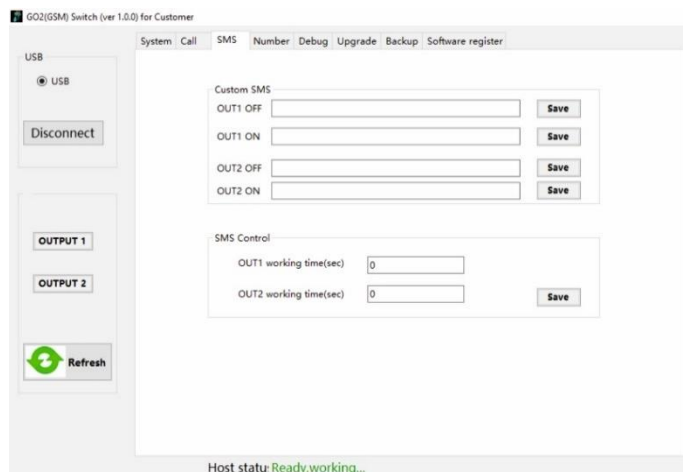 GO2(GSM) Switch (ver 1.0.0) for Customer
System Call SMS Number Debug Upgrade Backup Software register
USB
USB
Disconnect
OUTPUT 1
OUTPUT 2
Refresh
Custom SMS
OUT1 OFF Save
OUT1 ON Save
OUT2 OFF Save
OUT2 ON Save
SMS Control
OUT1 working time(sec) 0
OUT2 working time(sec) 0 Save
Host statu Ready,working...